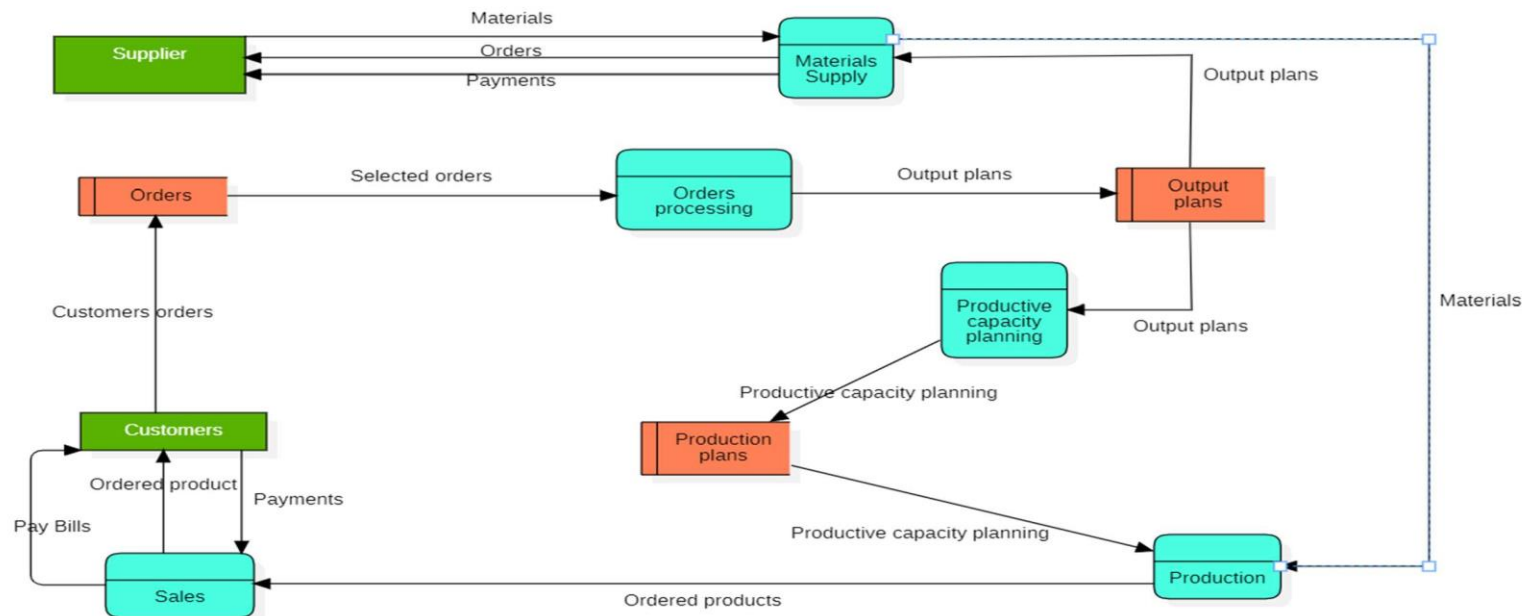 Materials
Supplier
Orders
Materials
Supply
Payments
Output plans
Orders
Selected orders
Orders
processing
Output plans
Output
plans
Customers orders
Productive
capacity
planning
Output plans
Materials
Productive capacity planning
Customers
Production
plans
Ordered product
Payments
Pay Bills
Productive capacity planning
Sales
Ordered products
Production